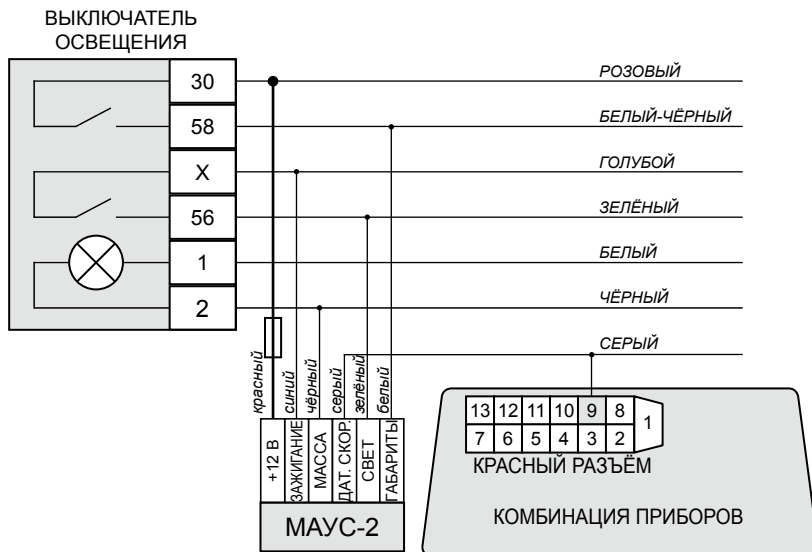 ВЫКЛЮЧАТЕЛЬ
ОСВЕЩЕНИЯ
30
58
X
56
1
2
РОЗОВЫЙ
БЕЛЫЙ-ЧЁРНЫЙ
ГОЛУБОЙ
ЗЕЛЁНЫЙ
БЕЛЫЙ
ЧЁРНЫЙ
СЕРЫЙ
красный
синий
чёрный
серый
зелёный
белый
+12 В
ЗАЖИГАНИЕ
МАССА
ДАТ. СКОР.
СВЕТ
ГАБАРИТЫ
МАУС-2
13 12 11 10 9 8
1
7 6 5 4 3 2
КРАСНЫЙ РАЗЪЁМ
КОМБИНАЦИЯ ПРИБОРОВ